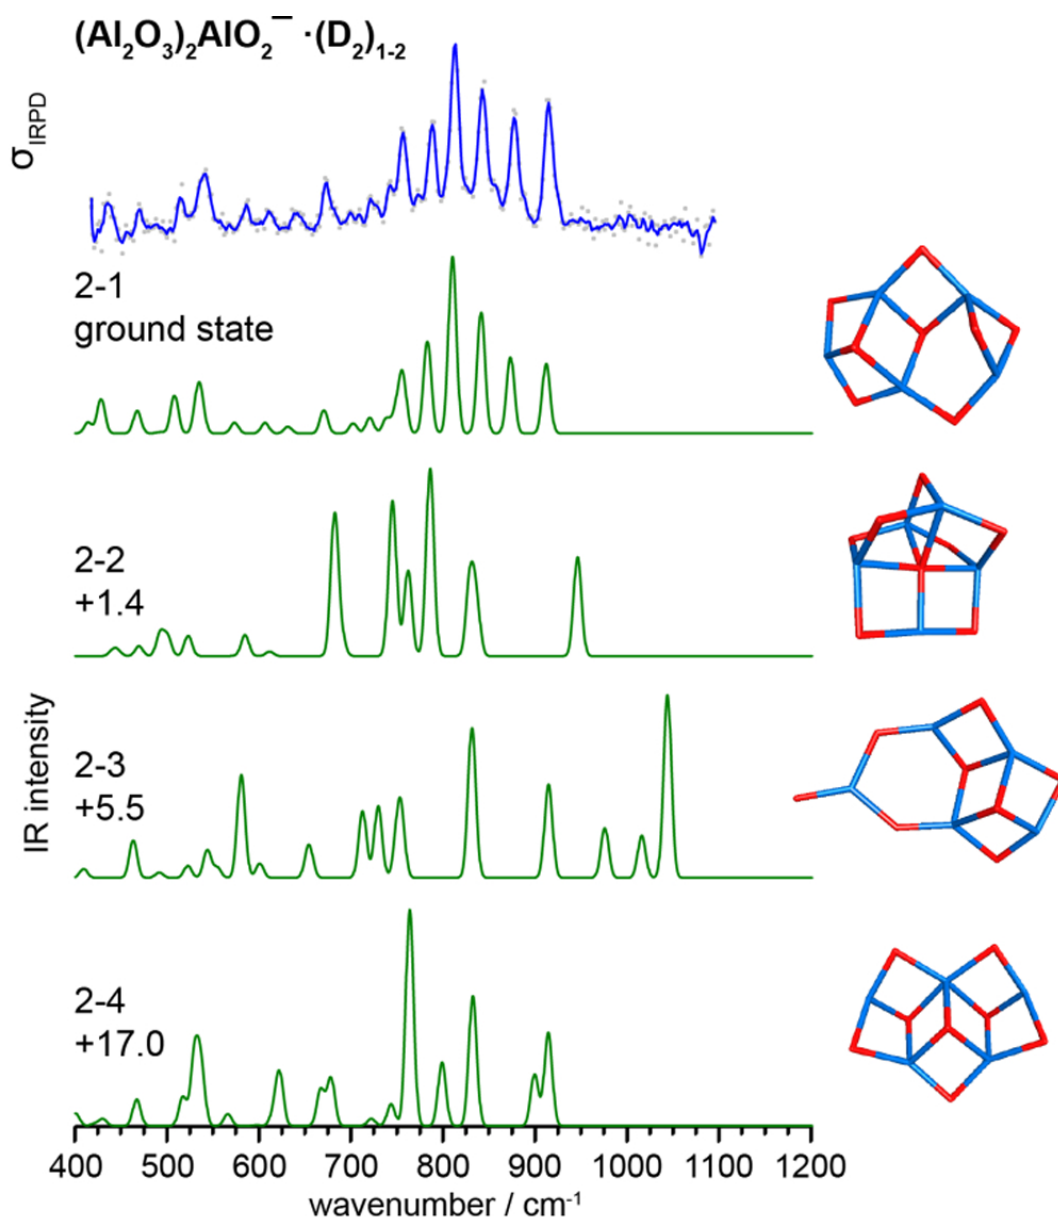 (Al₂O₃)₂AlO₂⁻ ·(D₂)₁₋₂
σIRPD
2-1
ground state
2-2
+1.4
IR intensity
2-3
+5.5
2-4
+17.0
400 500 600 700 800 900 1000 1100 1200
wavenumber / cm⁻¹